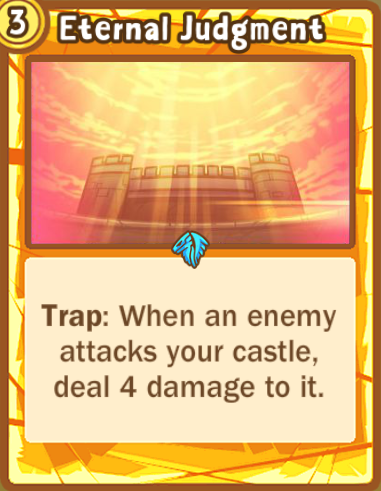 3
Eternal Judgment
Trap: When an enemy
attacks your castle,
deal 4 damage to it.